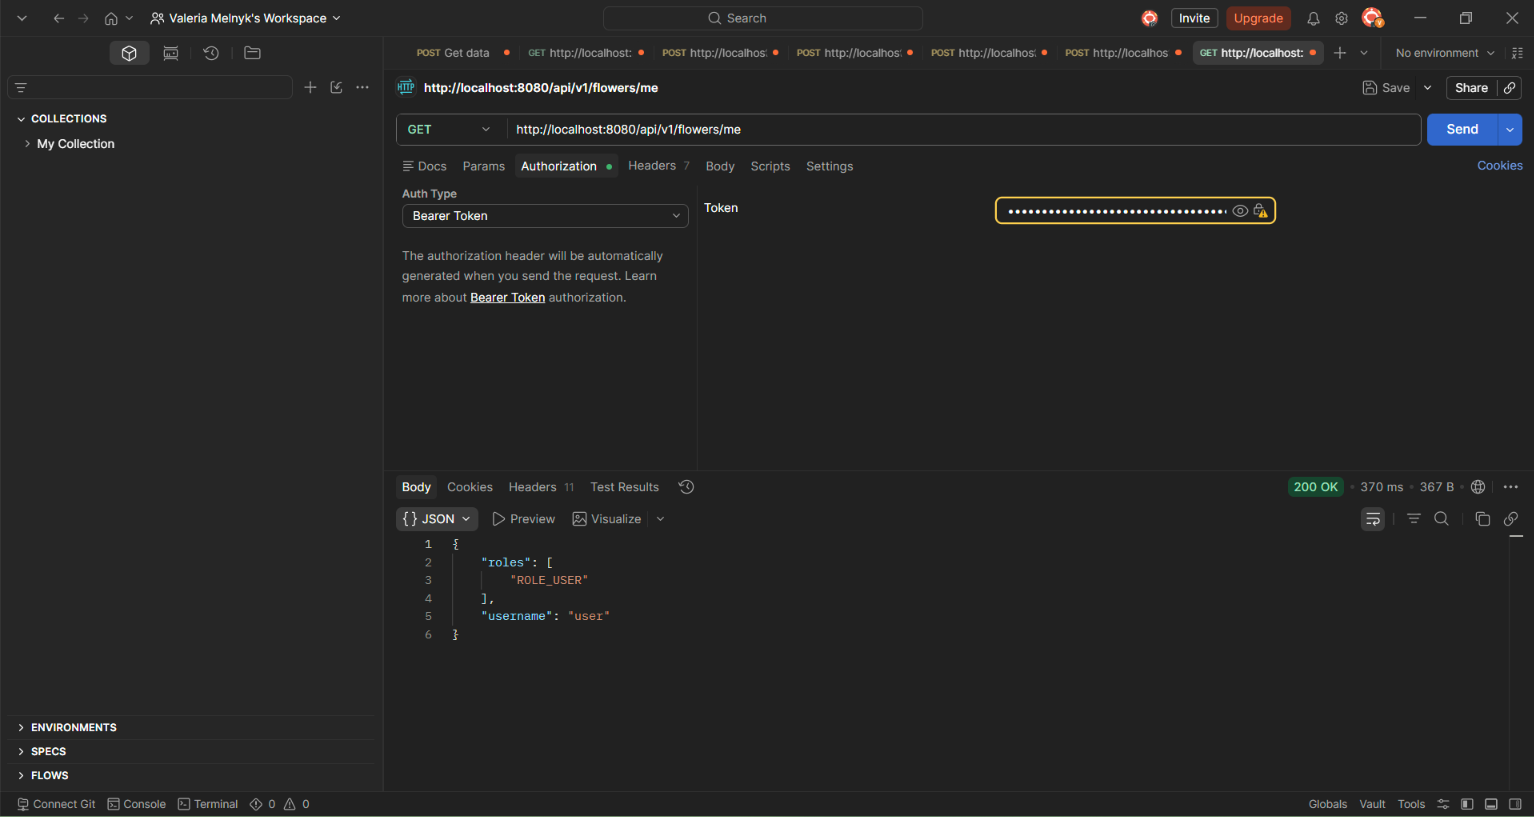 Valeria Melnyk's Workspace
Search
Invite
Upgrade
POST Get data
GET http://localhost:
POST http://localhos
POST http://localhos
POST http://localhos
POST http://localhos
GET http://localhost:
No environment
HTTP
http://localhost:8080/api/v1/flowers/me
Save
Share
GET
http://localhost:8080/api/v1/flowers/me
Send
Docs
Params
Authorization
Headers 7
Body
Scripts
Settings
Cookies
COLLECTIONS
My Collection
Auth Type
Bearer Token
The authorization header will be automatically
generated when you send the request. Learn
more about Bearer Token authorization.
Token
Body
Cookies
Headers 11
Test Results
200 OK
370 ms
367 B
{} JSON
Preview
Visualize
1 {
2 "roles": [
3 "ROLE_USER"
4 ],
5 "username": "user"
6 }
ENVIRONMENTS
SPECS
FLOWS
Connect Git
Console
Terminal
0
0
Globals
Vault
Tools